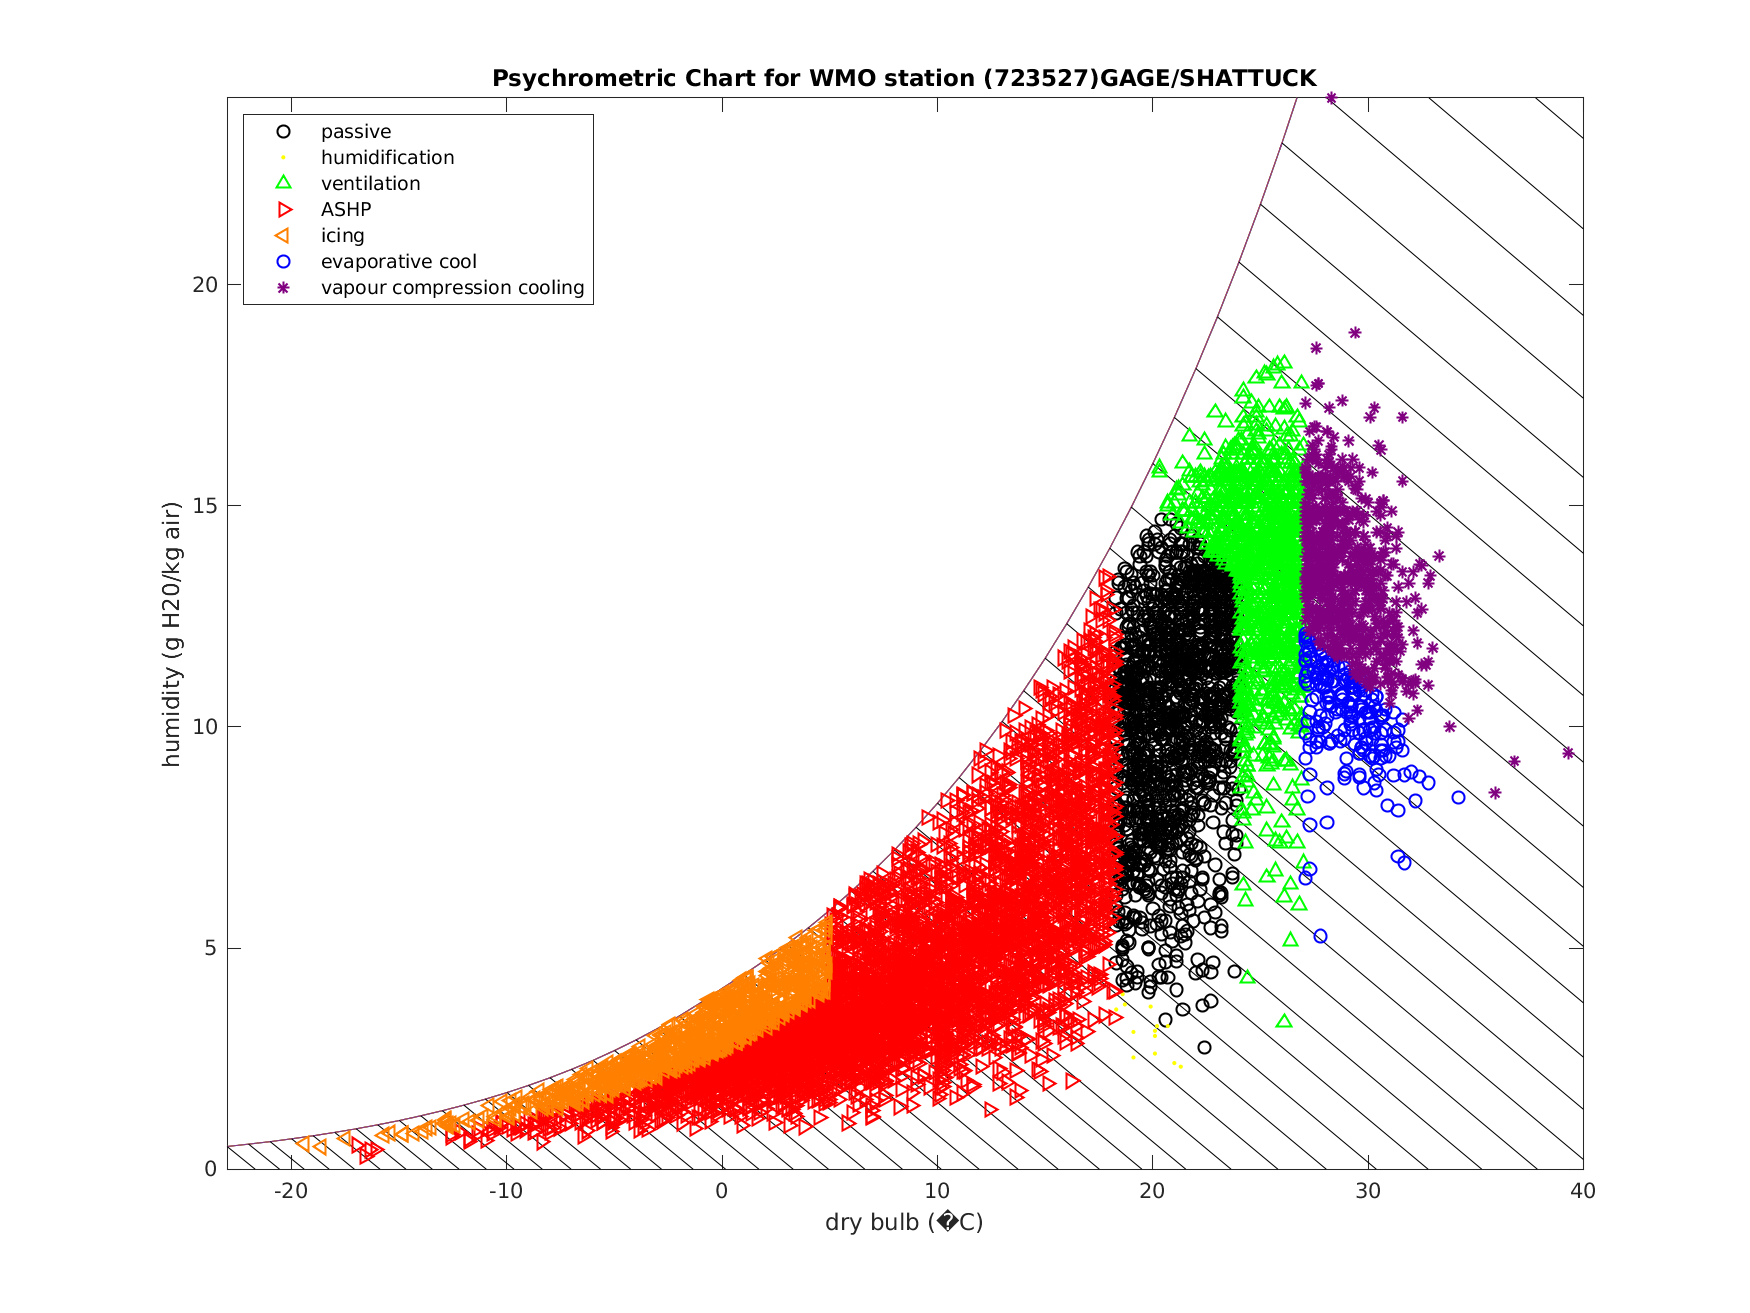 Psychrometric Chart for WMO station (723527)GAGE/SHATTUCK
passive
humidification
ventilation
ASHP
icing
evaporative cool
vapour compression cooling
humidity (g H20/kg air)
20
15
10
5
0
-20 -10 0 10 20 30 40
dry bulb (�C)